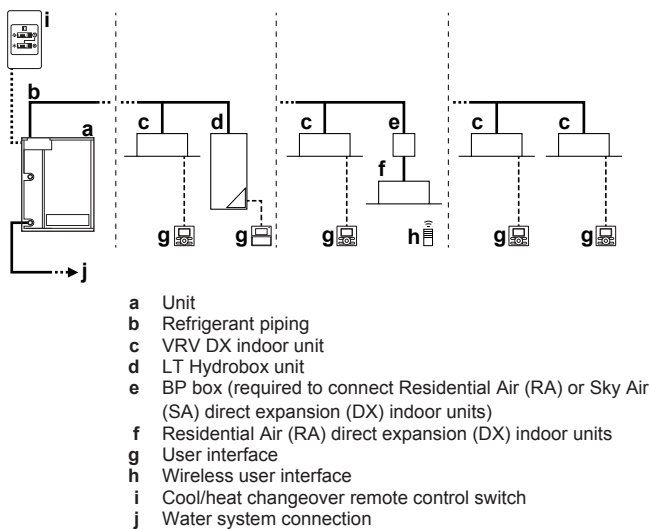 i
b
a
c
d
c
e
c
c
f
g
g
g
h
g
g
j
a Unit
b Refrigerant piping
c VRV DX indoor unit
d LT Hydrobox unit
e BP box (required to connect Residential Air (RA) or Sky Air
(SA) direct expansion (DX) indoor units)
f Residential Air (RA) direct expansion (DX) indoor units
g User interface
h Wireless user interface
i Cool/heat changeover remote control switch
j Water system connection